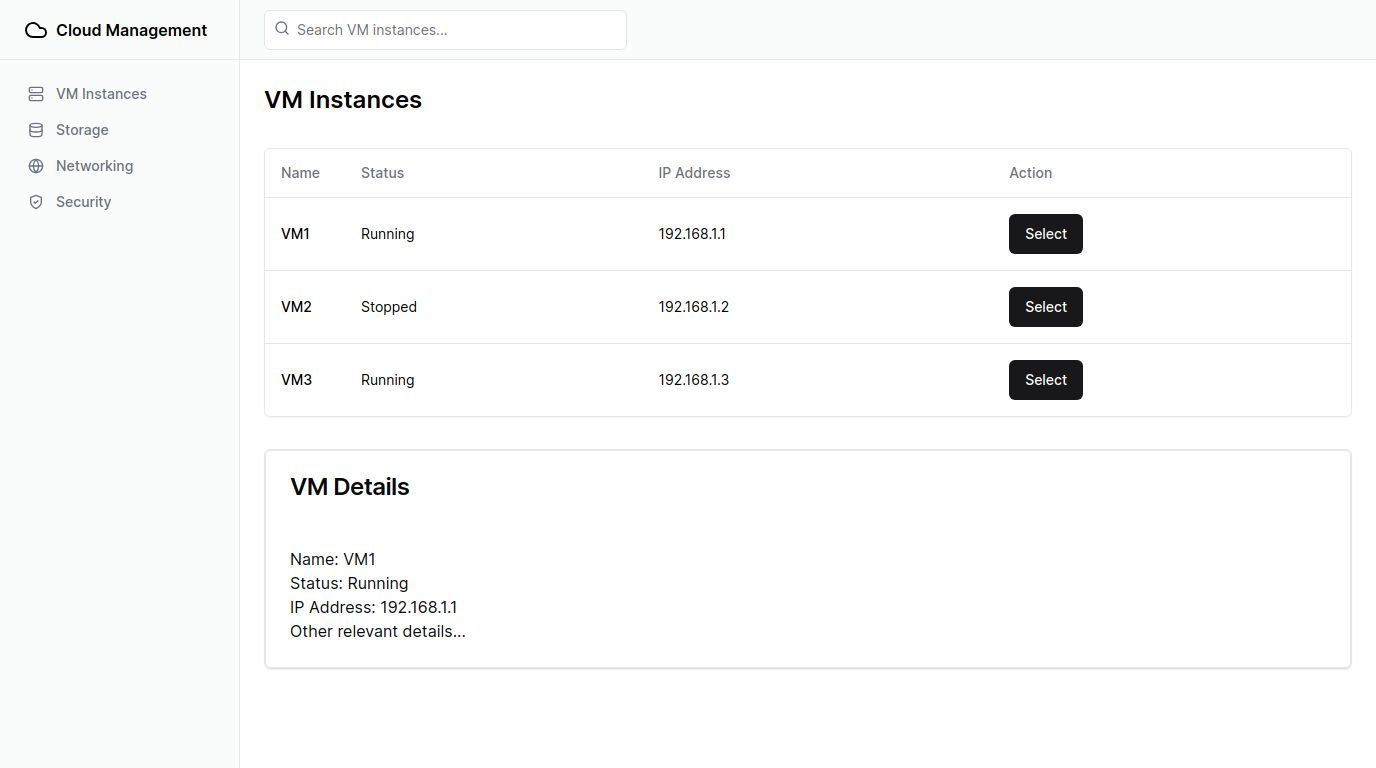 Cloud Management
Search VM instances...
VM Instances
Storage
Networking
Security
VM Instances
Name Status IP Address Action
VM1 Running 192.168.1.1 Select
VM2 Stopped 192.168.1.2 Select
VM3 Running 192.168.1.3 Select
VM Details
Name: VM1
Status: Running
IP Address: 192.168.1.1
Other relevant details...